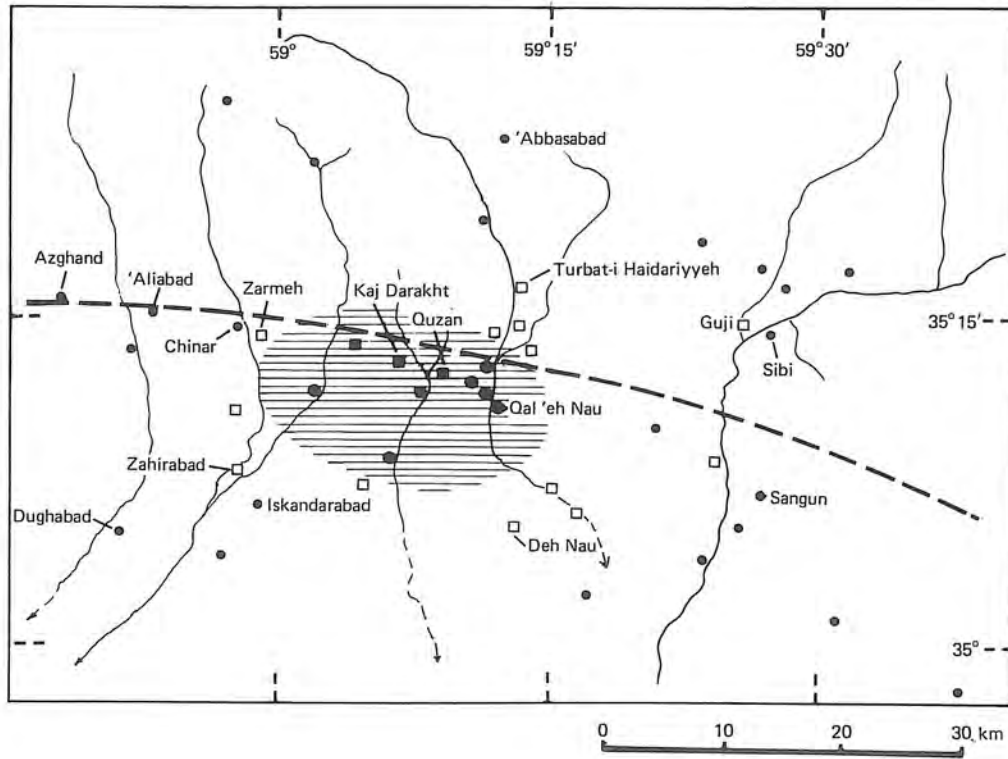 59° 59° 15′ 59° 30′
'Abbasabad
Azghand
'Aliabad
Zarmeh
Kaj Darakht
Turbat-i Haidariyyeh
Quzan
Chinar
Guji
35° 15′
Sibi
Qal 'eh Nau
Zahirabad
Iskandarabad
Sangun
Dughabad
Deh Nau
35°
0 10 20 30 km